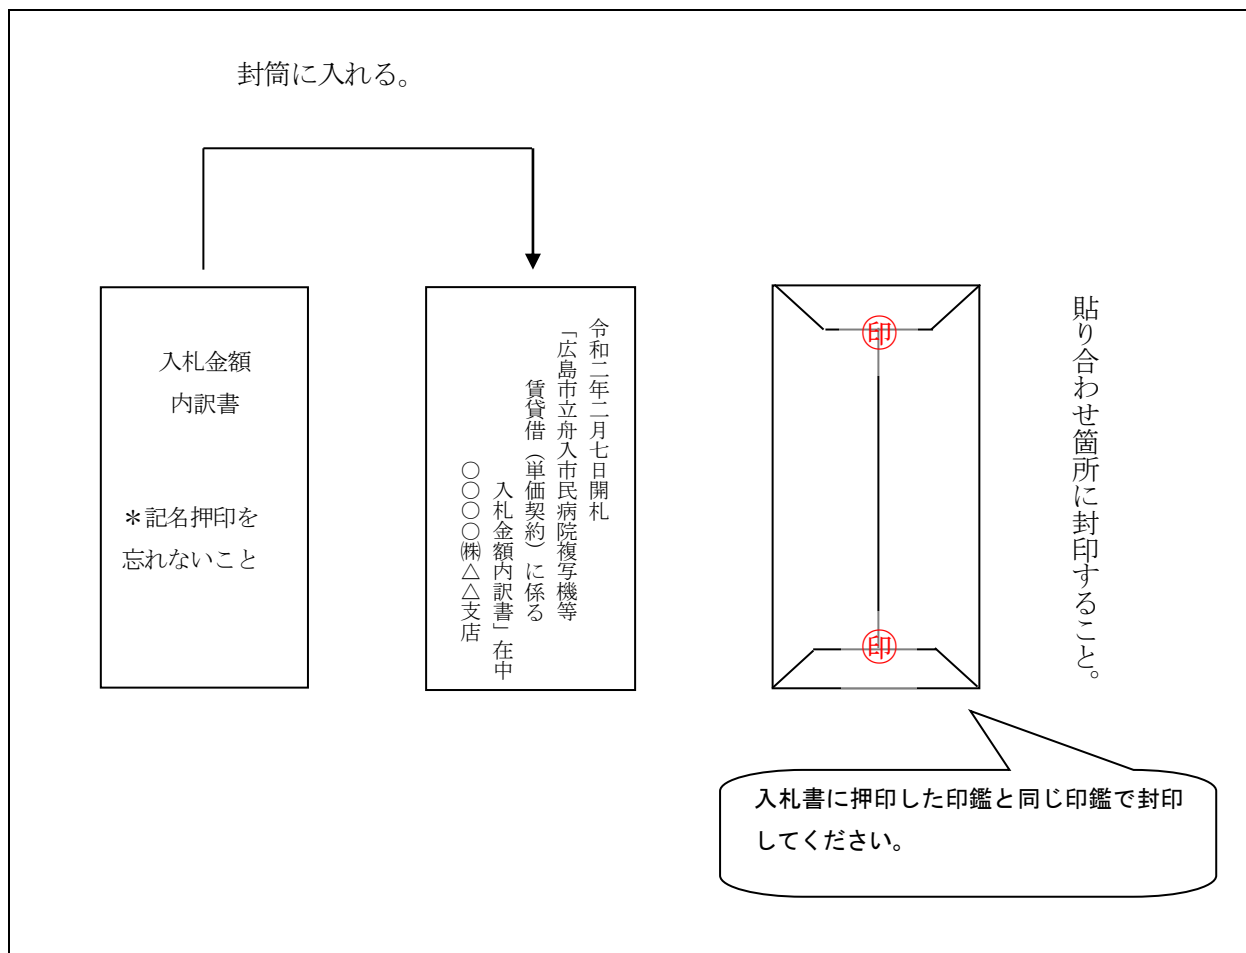 封筒に入れる。
入札金額
内訳書
＊記名押印を
忘れないこと
令和二年二月七日開札
「広島市立舟入市民病院複写機等
賃貸借（単価契約）に係る
入札金額内訳書」在中
○○○○㈱△△支店
印
印
貼り合わせ箇所に封印すること。
入札書に押印した印鑑と同じ印鑑で封印
してください。